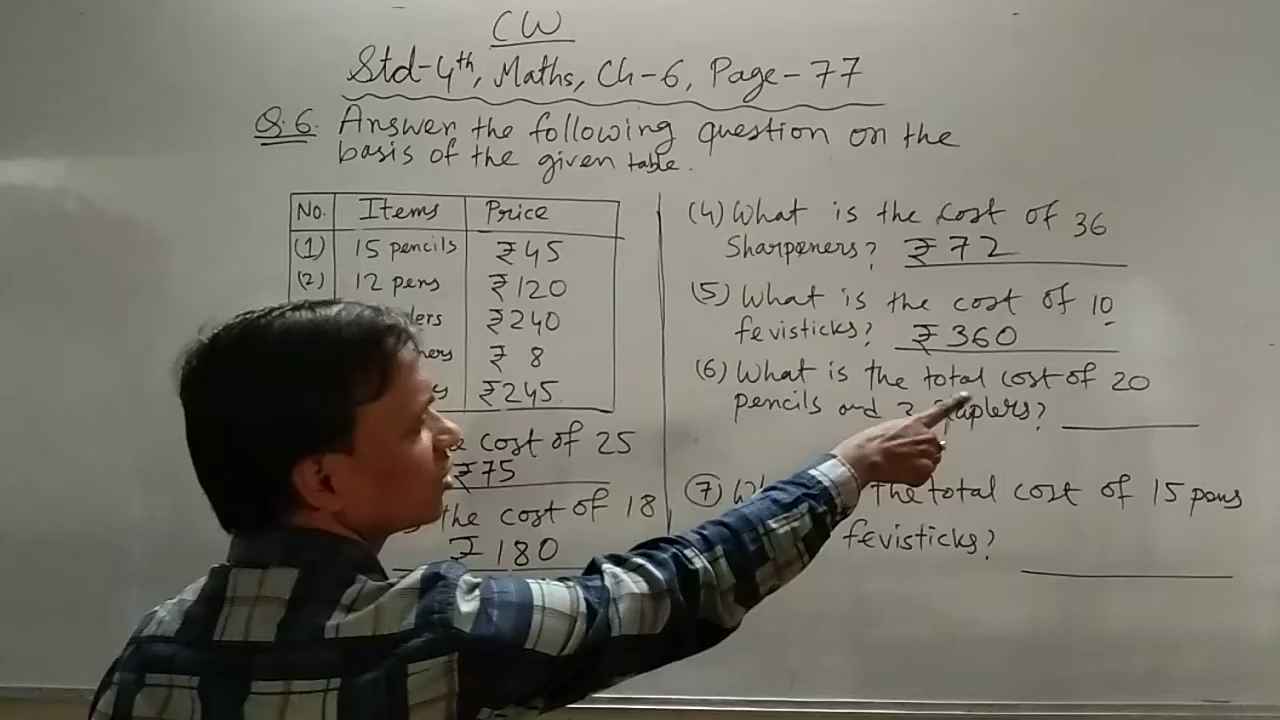 CW
Std-4th, Maths, Ch-6, Page-77
Q.6. Answer the following question on the
basis of the given table.
No. Items Price
(1) 15 pencils ₹45
(2) 12 pens ₹120
lers ₹240
ners ₹ 8
₹245
cost of 25
₹75
the cost of 18
₹180
(4) What is the cost of 36
Sharpeners? ₹72
(5) What is the cost of 10
fevisticks? ₹360
(6) What is the total cost of 20
pencils and staplers?
(7) the total cost of 15 pens
fevisticks?